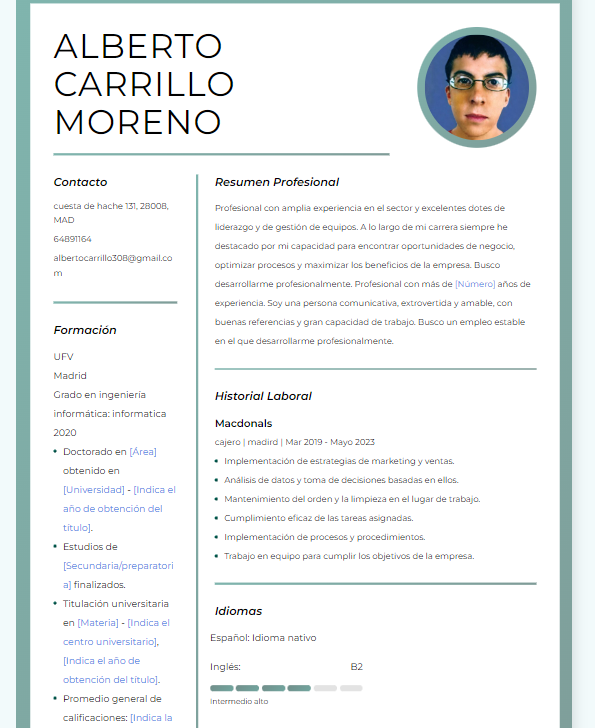 ALBERTO
CARRILLO
MORENO
Contacto
cuesta de hache 131, 28008,
MAD
64891164
albertocarrillo308@gmail.co
m
Formación
UFV
Madrid
Grado en ingeniería
informática: informatica
2020
• Doctorado en [Área]
obtenido en
[Universidad] - [Indica el
año de obtención del
título].
• Estudios de
[Secundaria/preparatori
a] finalizados.
• Titulación universitaria
en [Materia] - [Indica el
centro universitario],
[Indica el año de
obtención del título].
• Promedio general de
calificaciones: [Indica la
Resumen Profesional
Profesional con amplia experiencia en el sector y excelentes dotes de
liderazgo y de gestión de equipos. A lo largo de mi carrera siempre he
destacado por mi capacidad para encontrar oportunidades de negocio,
optimizar procesos y maximizar los beneficios de la empresa. Busco
desarrollarme profesionalmente. Profesional con más de [Número] años de
experiencia. Soy una persona comunicativa, extrovertida y amable, con
buenas referencias y gran capacidad de trabajo. Busco un empleo estable
en el que desarrollarme profesionalmente.
Historial Laboral
Macdonals
cajero | madird | Mar 2019 - Mayo 2023
• Implementación de estrategias de marketing y ventas.
• Análisis de datos y toma de decisiones basadas en ellos.
• Mantenimiento del orden y la limpieza en el lugar de trabajo.
• Cumplimiento eficaz de las tareas asignadas.
• Implementación de procesos y procedimientos.
• Trabajo en equipo para cumplir los objetivos de la empresa.
Idiomas
Español: Idioma nativo
Inglés: B2
Intermedio alto